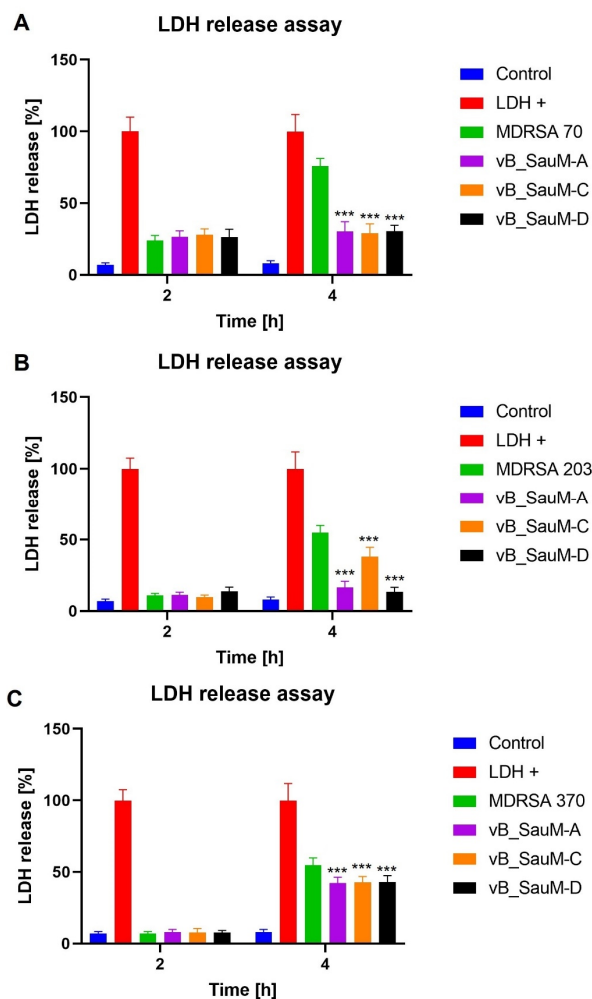 A
LDH release assay
LDH release [%]
150
100
50
0
*** *** ***
2 4
Time [h]
Control
LDH +
MDRSA 70
vB_SauM-A
vB_SauM-C
vB_SauM-D
B
LDH release assay
LDH release [%]
150
100
50
0
*** *** ***
2 4
Time [h]
Control
LDH +
MDRSA 203
vB_SauM-A
vB_SauM-C
vB_SauM-D
C
LDH release assay
LDH release [%]
150
100
50
0
*** *** ***
2 4
Time [h]
Control
LDH +
MDRSA 370
vB_SauM-A
vB_SauM-C
vB_SauM-D